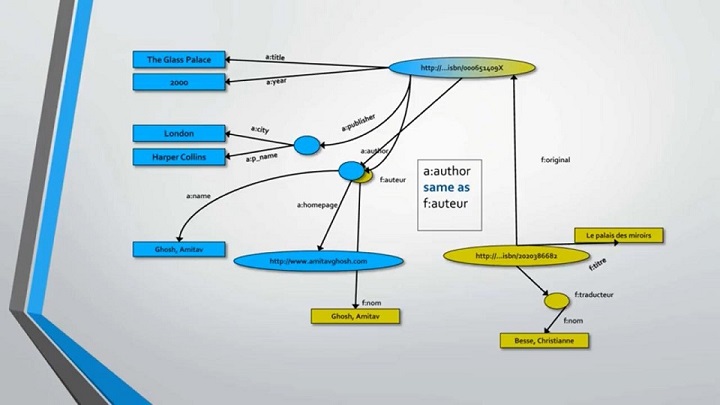 The Glass Palace
a:title
http://...isbn/000651409X
2000
a:year
London
a:city
a:publisher
Harper Collins
a:p_name
a:author
f:auteur
a:author
same as
f:auteur
f:original
a:name
a:homepage
Ghosh, Amitav
http://www.amitavghosh.com
http://...isbn/2020386682
Le palais des miroirs
f:titre
f:nom
Ghosh, Amitav
f:traducteur
f:nom
Besse, Christianne